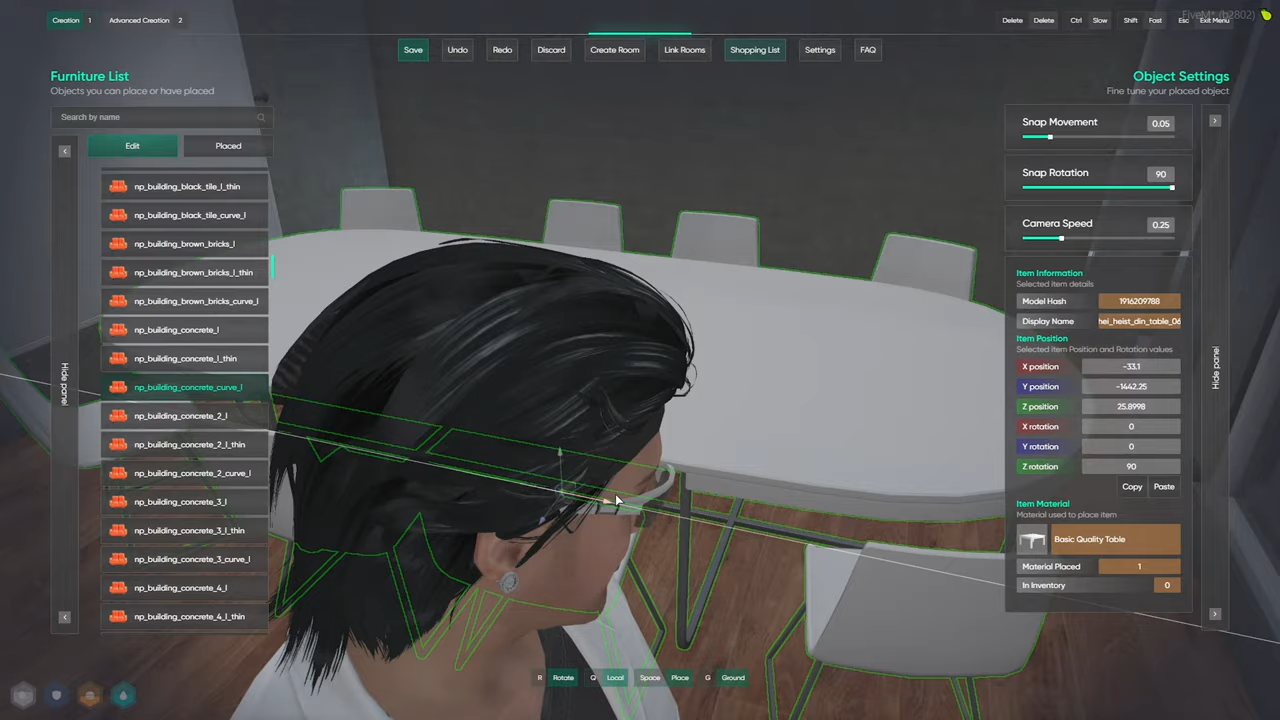 Creation 1 Advanced Creation 2
Delete Delete Ctrl Slow Shift Fast Esc Exit Menu
FiveM* (b2802)
Save Undo Redo Discard Create Room Link Rooms Shopping List Settings FAQ
Furniture List
Objects you can place or have placed
Search by name
Edit Placed
Hide panel
np_building_black_tile_l_thin
np_building_black_tile_curve_l
np_building_brown_bricks_l
np_building_brown_bricks_l_thin
np_building_brown_bricks_curve_l
np_building_concrete_l
np_building_concrete_l_thin
np_building_concrete_curve_l
np_building_concrete_2_l
np_building_concrete_2_l_thin
np_building_concrete_2_curve_l
np_building_concrete_3_l
np_building_concrete_3_l_thin
np_building_concrete_3_curve_l
np_building_concrete_4_l
np_building_concrete_4_l_thin
Object Settings
Fine tune your placed object
Snap Movement 0.05
Snap Rotation 90
Camera Speed 0.25
Item Information
Selected item details
Model Hash 1916209788
Display Name hei_heist_din_table_06
Item Position
Selected Item Position and Rotation values
X position -33.1
Y position -1442.25
Z position 25.8998
X rotation 0
Y rotation 0
Z rotation 90
Copy Paste
Item Material
Material used to place item
Basic Quality Table
Material Placed 1
In Inventory 0
Hide panel
R Rotate Q Local Space Place G Ground